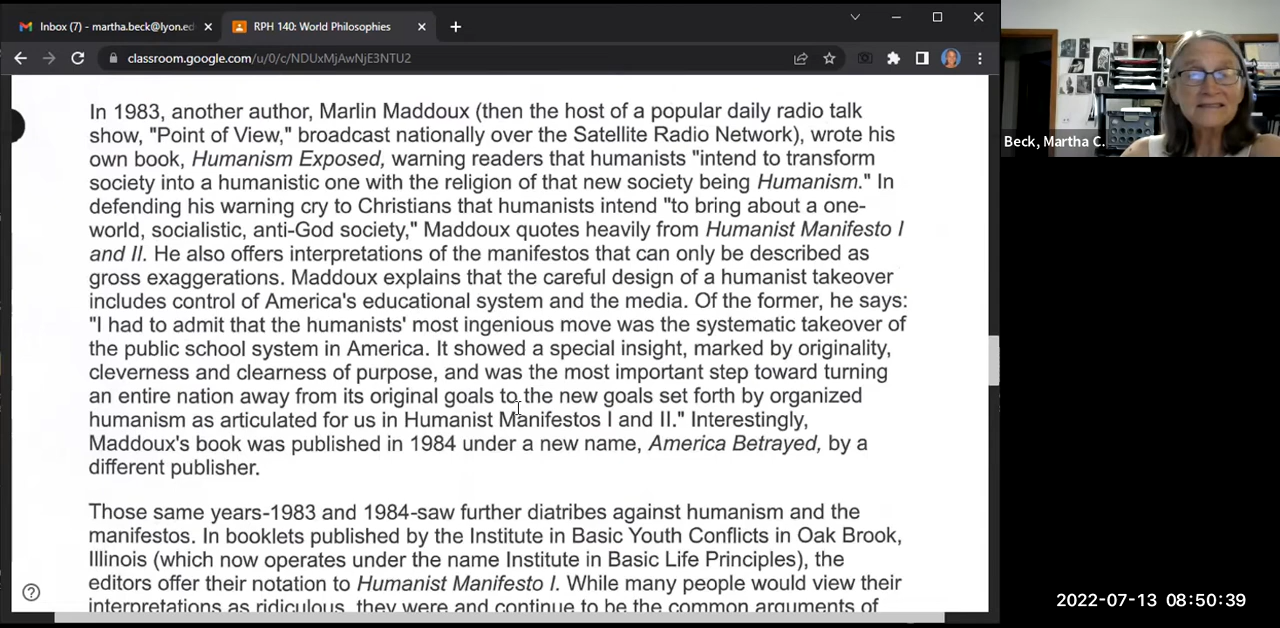 Inbox (7) - martha.beck@lyon.ed
RPH 140: World Philosophies
classroom.google.com/u/0/c/NDUxMjAwNjE3NTU2
In 1983, another author, Marlin Maddoux (then the host of a popular daily radio talk
show, "Point of View," broadcast nationally over the Satellite Radio Network), wrote his
own book, Humanism Exposed, warning readers that humanists "intend to transform
society into a humanistic one with the religion of that new society being Humanism." In
defending his warning cry to Christians that humanists intend "to bring about a one-
world, socialistic, anti-God society," Maddoux quotes heavily from Humanist Manifesto I
and II. He also offers interpretations of the manifestos that can only be described as
gross exaggerations. Maddoux explains that the careful design of a humanist takeover
includes control of America's educational system and the media. Of the former, he says:
"I had to admit that the humanists' most ingenious move was the systematic takeover of
the public school system in America. It showed a special insight, marked by originality,
cleverness and clearness of purpose, and was the most important step toward turning
an entire nation away from its original goals to the new goals set forth by organized
humanism as articulated for us in Humanist Manifestos I and II." Interestingly,
Maddoux's book was published in 1984 under a new name, America Betrayed, by a
different publisher.
Those same years-1983 and 1984-saw further diatribes against humanism and the
manifestos. In booklets published by the Institute in Basic Youth Conflicts in Oak Brook,
Illinois (which now operates under the name Institute in Basic Life Principles), the
editors offer their notation to Humanist Manifesto I. While many people would view their
interpretations as ridiculous, they were and continue to be the common arguments of
Beck, Martha C.
2022-07-13 08:50:39